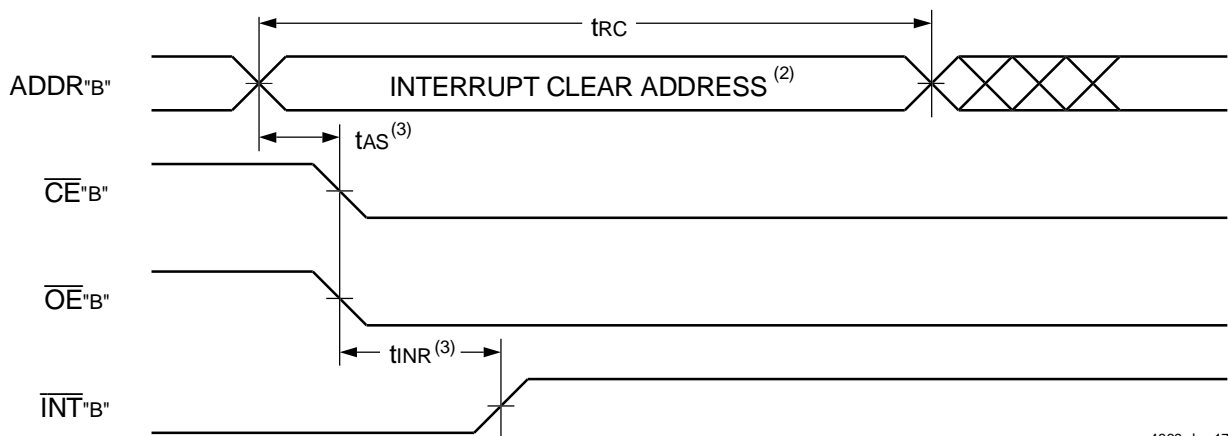 tRC
ADDR"B"
INTERRUPT CLEAR ADDRESS (2)
tAS (3)
CE"B"
OE"B"
tINR (3)
INT"B"